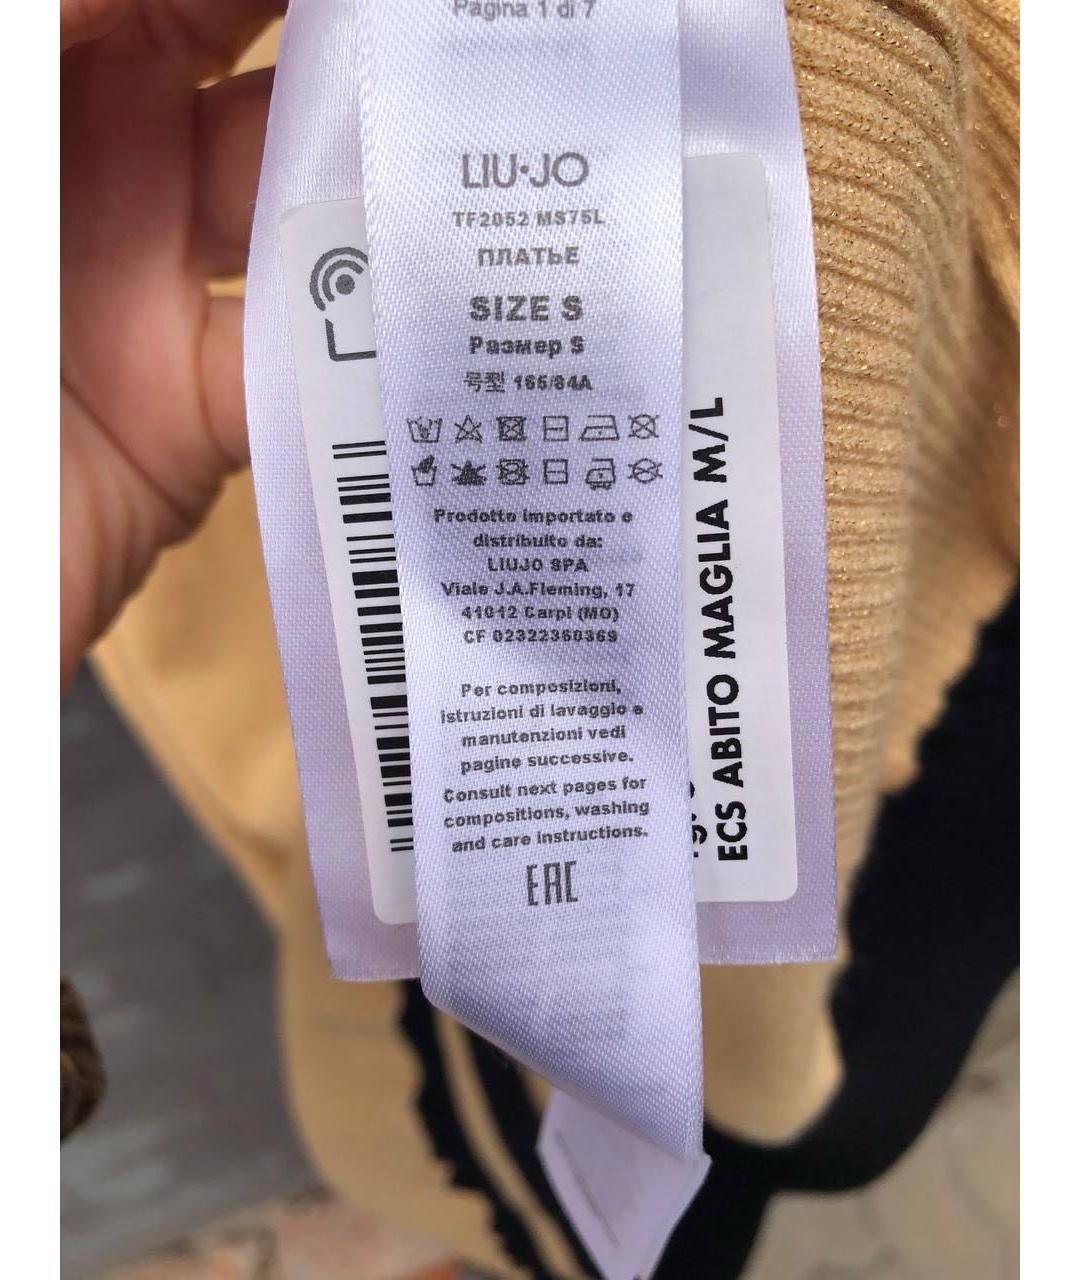 Pagina 1 di 7
LIU·JO
TF2052 MS75L
ПЛАТЬЕ
SIZE S
Размер S
号型 165/84A
Prodotto importato e
distribuito da:
LIUJO SPA
Viale J.A.Fleming, 17
41012 Carpi (MO)
CF 02322360369
Per composizioni,
istruzioni di lavaggio e
manutenzioni vedi
pagine successive.
Consult next pages for
compositions, washing
and care instructions.
EAC
ECS ABITO MAGLIA M/L